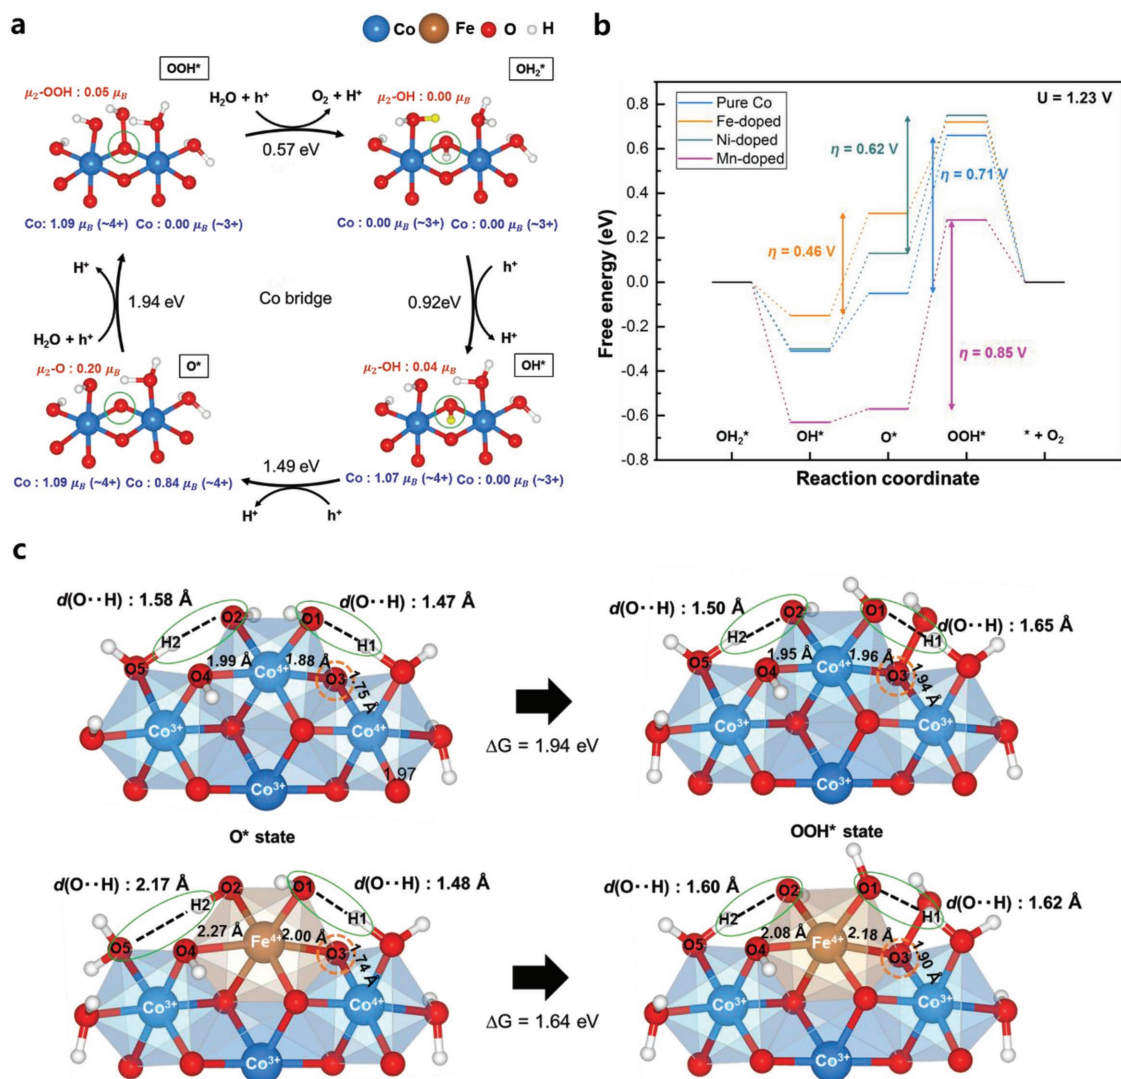 a
Co Fe O H
OOH*
μ₂-OOH : 0.05 μB
H₂O + h⁺
O₂ + H⁺
0.57 eV
OH₂*
μ₂-OH : 0.00 μB
Co: 1.09 μB (~4+) Co : 0.00 μB (~3+)
Co : 0.00 μB (~3+) Co : 0.00 μB (~3+)
H⁺
1.94 eV
H₂O + h⁺
Co bridge
h⁺
0.92eV
H⁺
O*
μ₂-O : 0.20 μB
OH*
μ₂-OH : 0.04 μB
Co : 1.09 μB (~4+) Co : 0.84 μB (~4+)
1.49 eV
Co : 1.07 μB (~4+) Co : 0.00 μB (~3+)
H⁺
h⁺
b
U = 1.23 V
Pure Co
Fe-doped
Ni-doped
Mn-doped
η = 0.62 V
η = 0.71 V
η = 0.46 V
η = 0.85 V
Free energy (eV)
0.8
0.6
0.4
0.2
0.0
-0.2
-0.4
-0.6
-0.8
OH₂* OH* O* OOH* * + O₂
Reaction coordinate
c
d(O··H) : 1.58 Å
d(O··H) : 1.47 Å
O2 O1
H2 H1
O5 O4 1.99 Å 1.88 Å O3
Co⁴⁺
1.75 Å
Co³⁺ Co⁴⁺
1.97
Co³⁺
ΔG = 1.94 eV
d(O··H) : 1.50 Å
d(O··H) : 1.65 Å
O2 O1
H2 H1
O5 O4 1.95 Å 1.96 Å O3
Co⁴⁺
1.94 Å
Co³⁺ Co³⁺
Co³⁺
O* state
OOH* state
d(O··H) : 2.17 Å
d(O··H) : 1.48 Å
O2 O1
H2 H1
O5 O4 2.27 Å 2.00 Å O3
Fe⁴⁺
1.74 Å
Co³⁺ Co⁴⁺
Co³⁺
ΔG = 1.64 eV
d(O··H) : 1.60 Å
d(O··H) : 1.62 Å
O2 O1
H2 H1
O5 O4 2.08 Å 2.18 Å O3
Fe⁴⁺
1.90 Å
Co³⁺ Co³⁺
Co³⁺